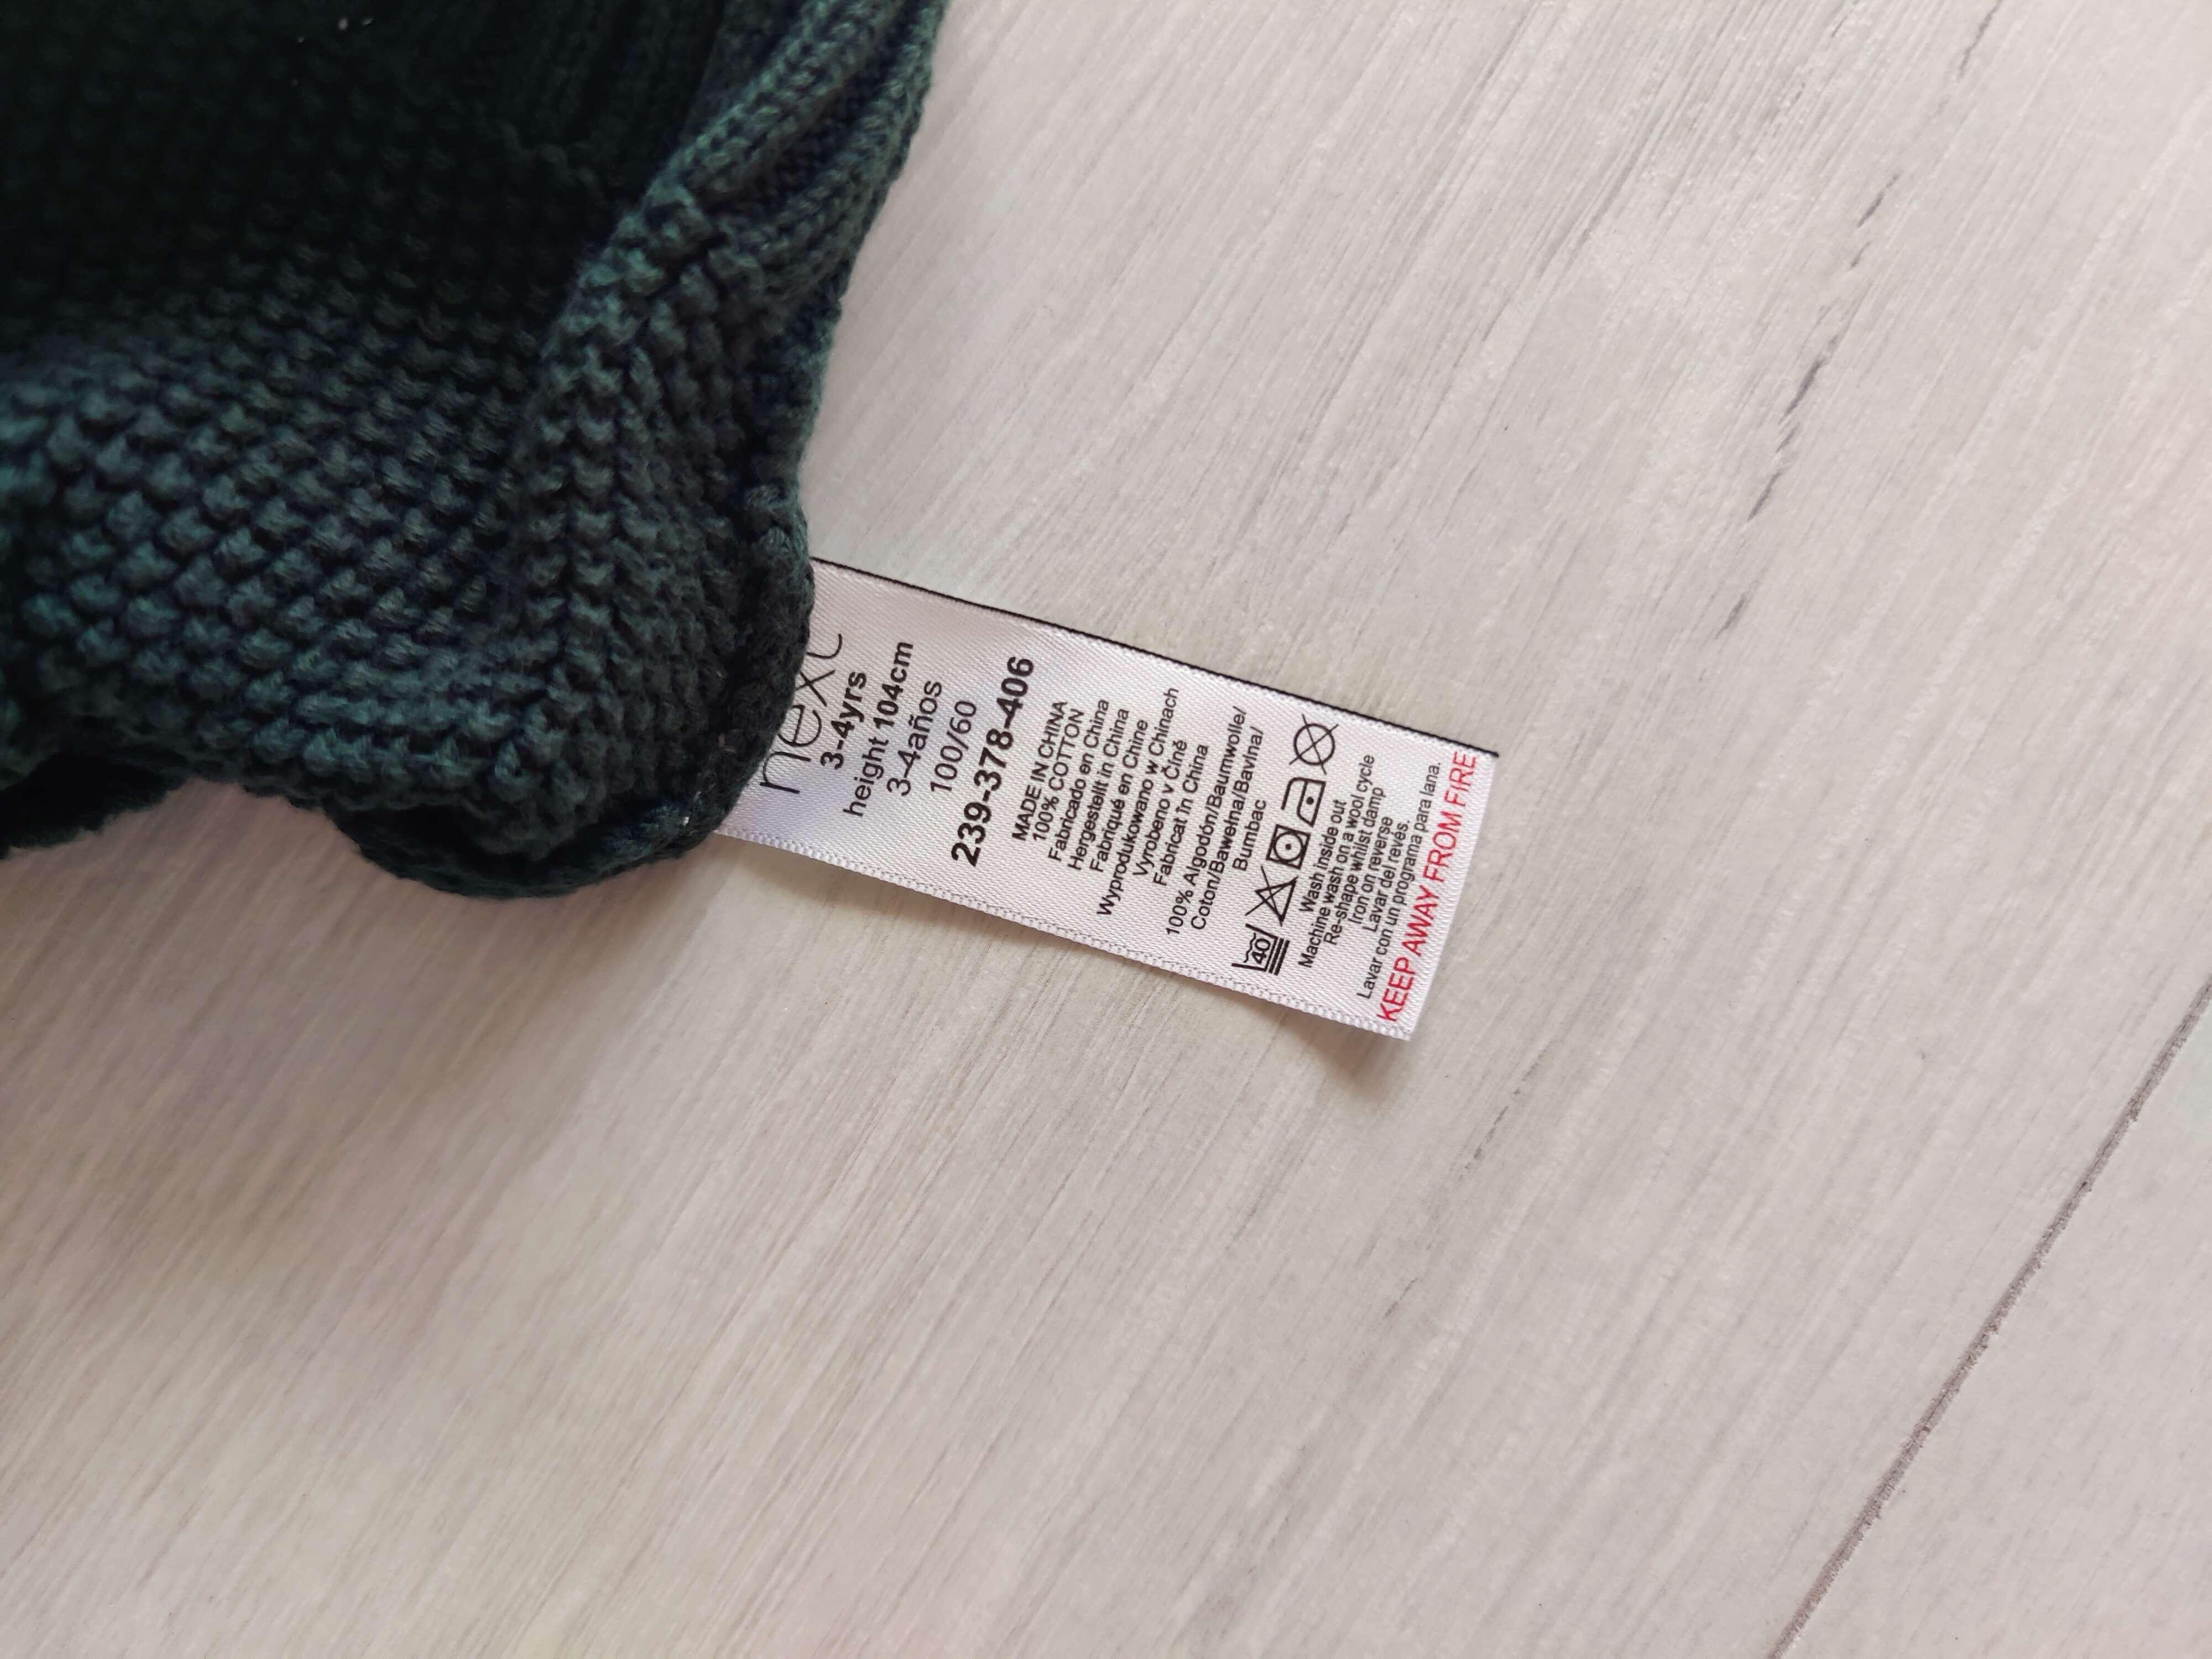 next
3-4yrs
height 104cm
3-4años
100/60
239-378-406
MADE IN CHINA
100% COTTON
Fabricado en China
Hergestellt in China
Fabriqué en Chine
Wyprodukowano w Chinach
Vyrobeno v Číně
Fabricat în China
100% Algodón/Baumwolle/
Coton/Bawełna/Bavlna/
Bumbac
40
Wash inside out
Machine wash on a wool cycle
Re-shape whilst damp
Iron on reverse
Lavar del revés.
Lavar con un programa para lana.
KEEP AWAY FROM FIRE